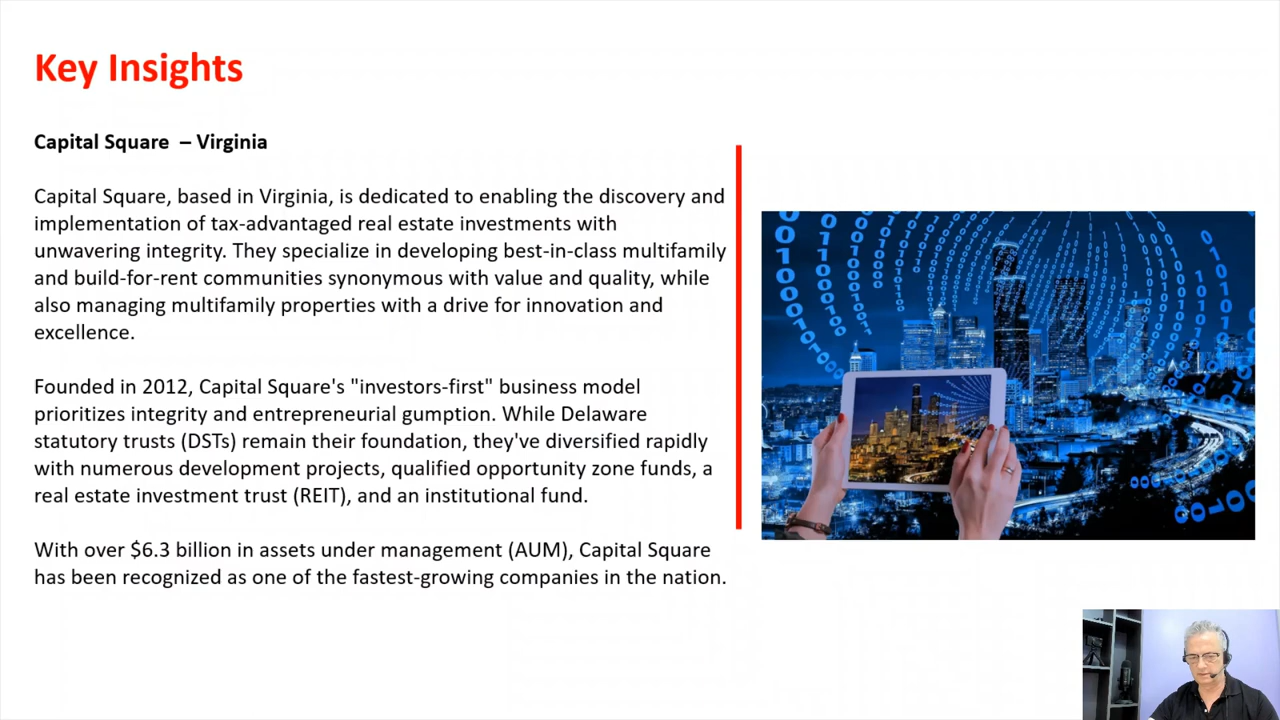 Key Insights
Capital Square – Virginia
Capital Square, based in Virginia, is dedicated to enabling the discovery and
implementation of tax-advantaged real estate investments with
unwavering integrity. They specialize in developing best-in-class multifamily
and build-for-rent communities synonymous with value and quality, while
also managing multifamily properties with a drive for innovation and
excellence.
Founded in 2012, Capital Square's "investors-first" business model
prioritizes integrity and entrepreneurial gumption. While Delaware
statutory trusts (DSTs) remain their foundation, they've diversified rapidly
with numerous development projects, qualified opportunity zone funds, a
real estate investment trust (REIT), and an institutional fund.
With over $6.3 billion in assets under management (AUM), Capital Square
has been recognized as one of the fastest-growing companies in the nation.